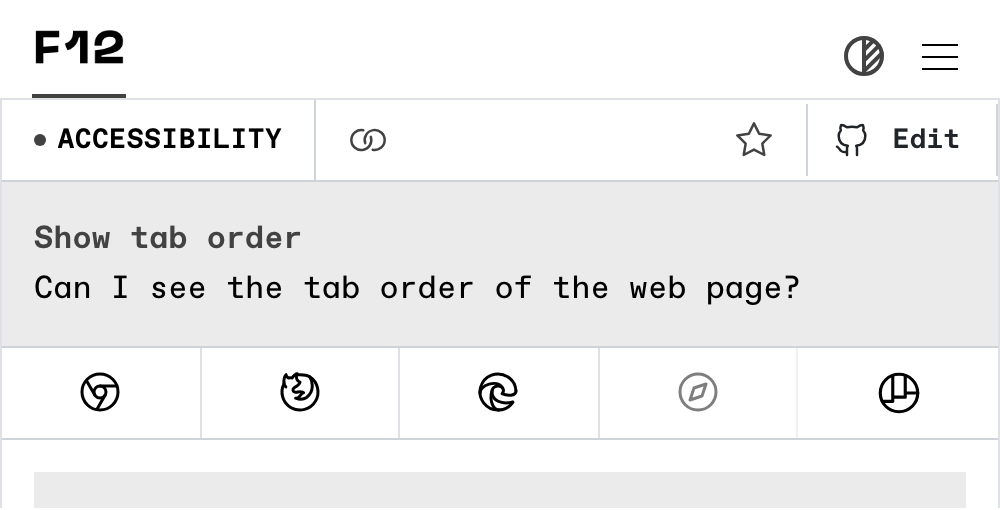 F12
ACCESSIBILITY
Edit
Show tab order
Can I see the tab order of the web page?